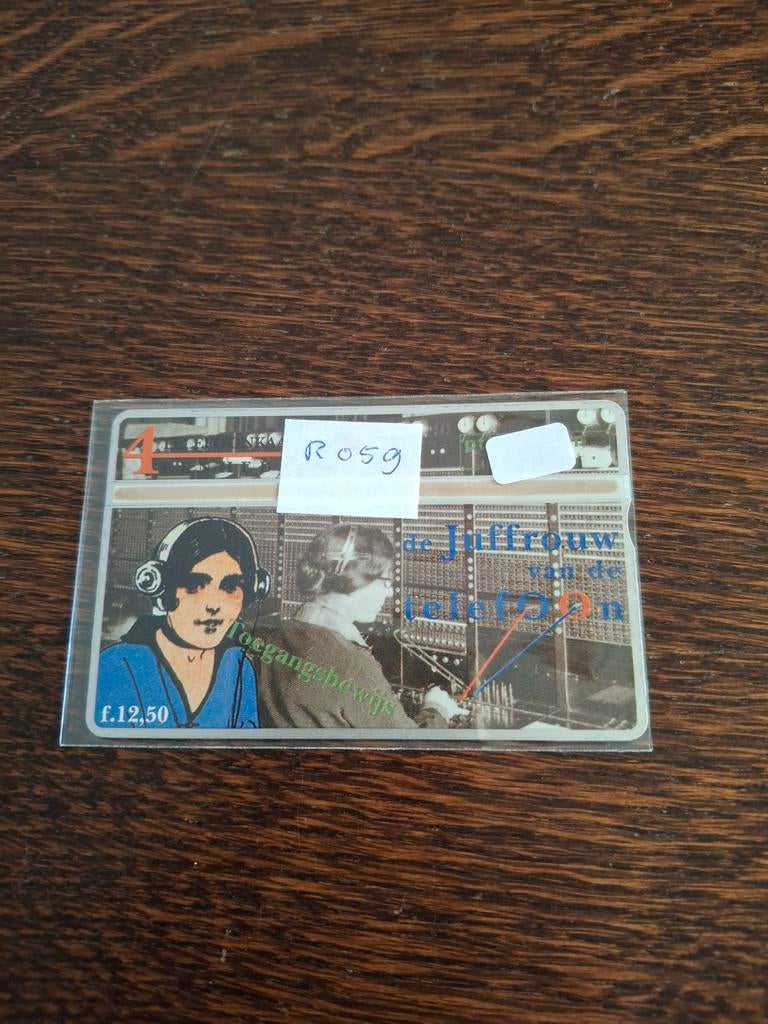 4
R059
de Juffrouw
van de
telefOOn
Toegangsbewijs
f.12,50